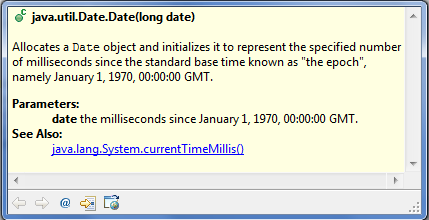 java.util.Date.Date(long date)
Allocates a Date object and initializes it to represent the specified number
of milliseconds since the standard base time known as "the epoch",
namely January 1, 1970, 00:00:00 GMT.
Parameters:
date the milliseconds since January 1, 1970, 00:00:00 GMT.
See Also:
java.lang.System.currentTimeMillis()